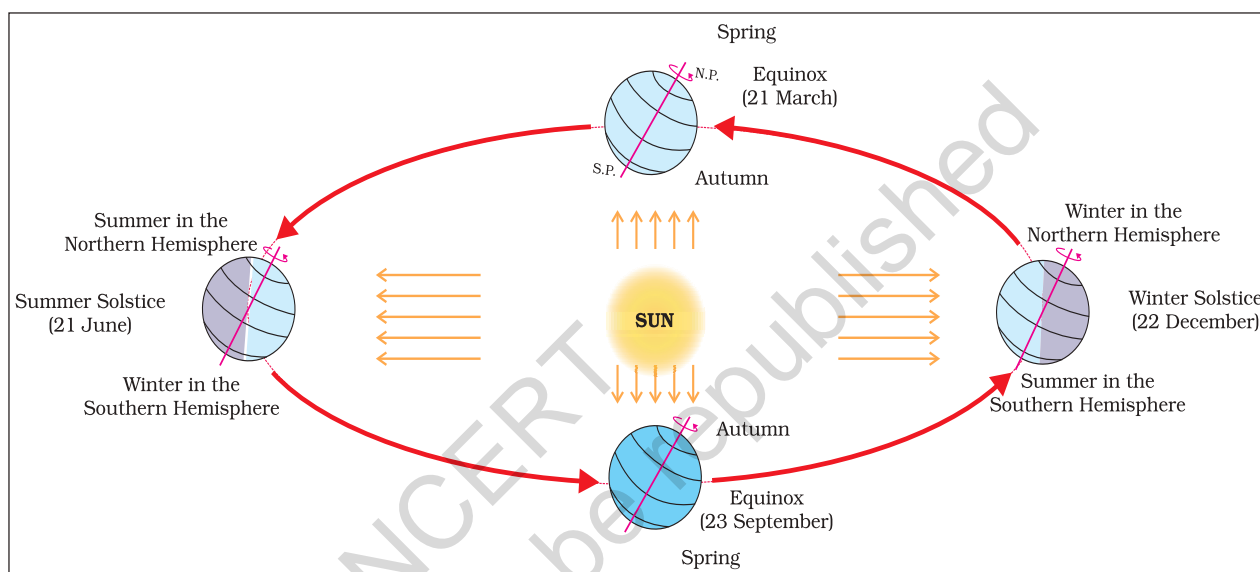 Spring
N.P.
Equinox
(21 March)
S.P.
Autumn
Summer in the
Northern Hemisphere
Winter in the
Northern Hemisphere
Summer Solstice
(21 June)
SUN
Winter Solstice
(22 December)
Winter in the
Southern Hemisphere
Summer in the
Southern Hemisphere
Autumn
Equinox
(23 September)
Spring
NCERT
be republished